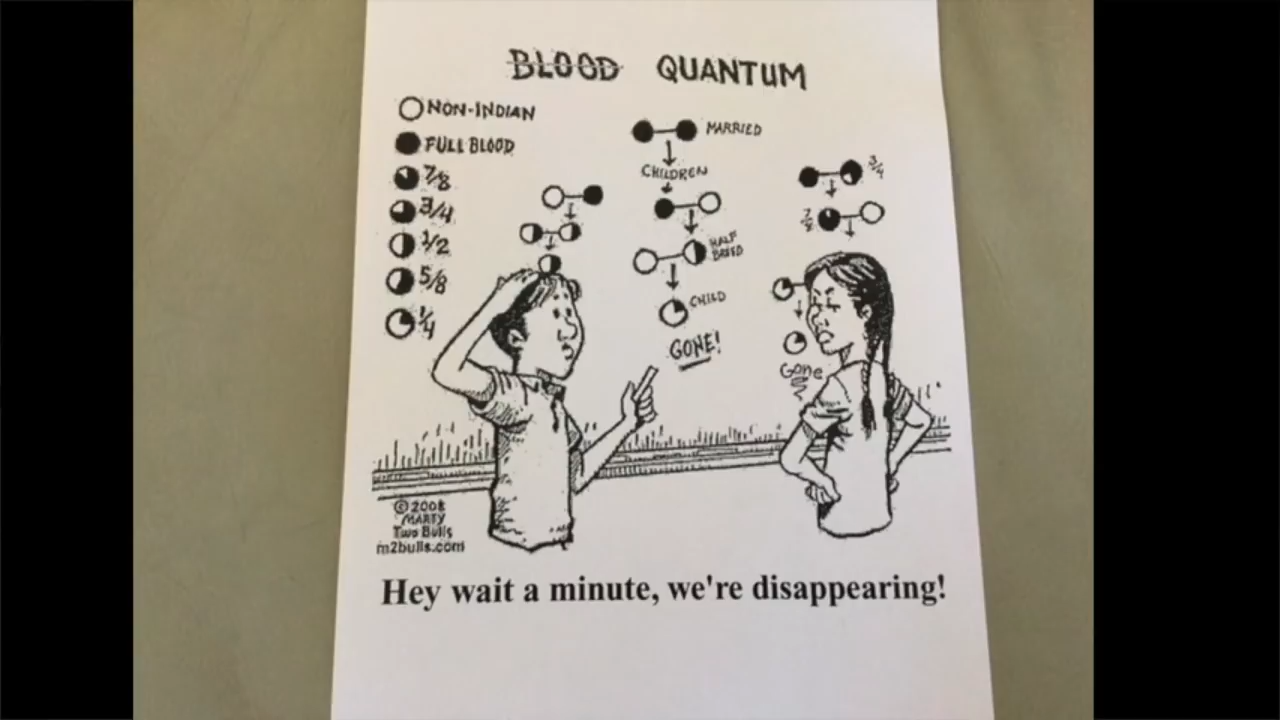 BLOOD QUANTUM
NON-INDIAN
FULL BLOOD
7/8
3/4
1/2
5/8
1/4
MARRIED
CHILDREN
HALF BREED
CHILD
GONE!
3/4
7/8
Gone
© 2008
MARTY
Two Bulls
m2bulls.com
Hey wait a minute, we're disappearing!